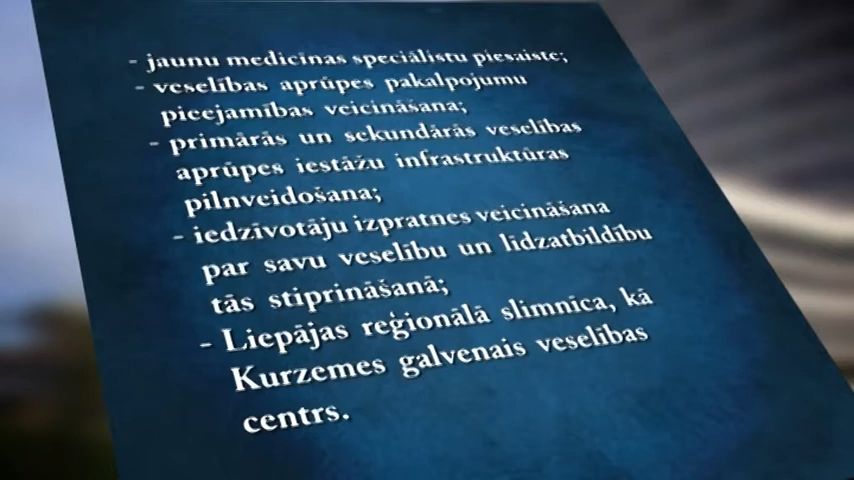 - jaunu medicīnas speciālistu piesaiste;
- veselības aprūpes pakalpojumu
pieejamības veicināšana;
- primārās un sekundārās veselības
aprūpes iestāžu infrastruktūras
pilnveidošana;
- iedzīvotāju izpratnes veicināšana
par savu veselību un līdzatbildību
tās stiprināšanā;
- Liepājas reģionālā slimnīca, kā
Kurzemes galvenais veselības
centrs.